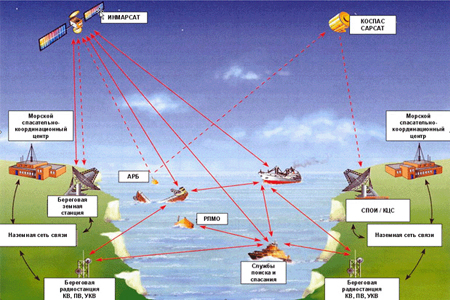 ИНМАРСАТ
КОСПАС
САРСАТ
Морской
спасательно-
координационный
центр
Морской
спасательно-
координационный
центр
АРБ
Береговая
земная
станция
РЛМО
СПОИ / КЦС
Наземная сеть связи
Наземная сеть связи
Службы
поиска и
спасания
Береговая
радиостанция
КВ, ПВ, УКВ
Береговая
радиостанция
КВ, ПВ, УКВ